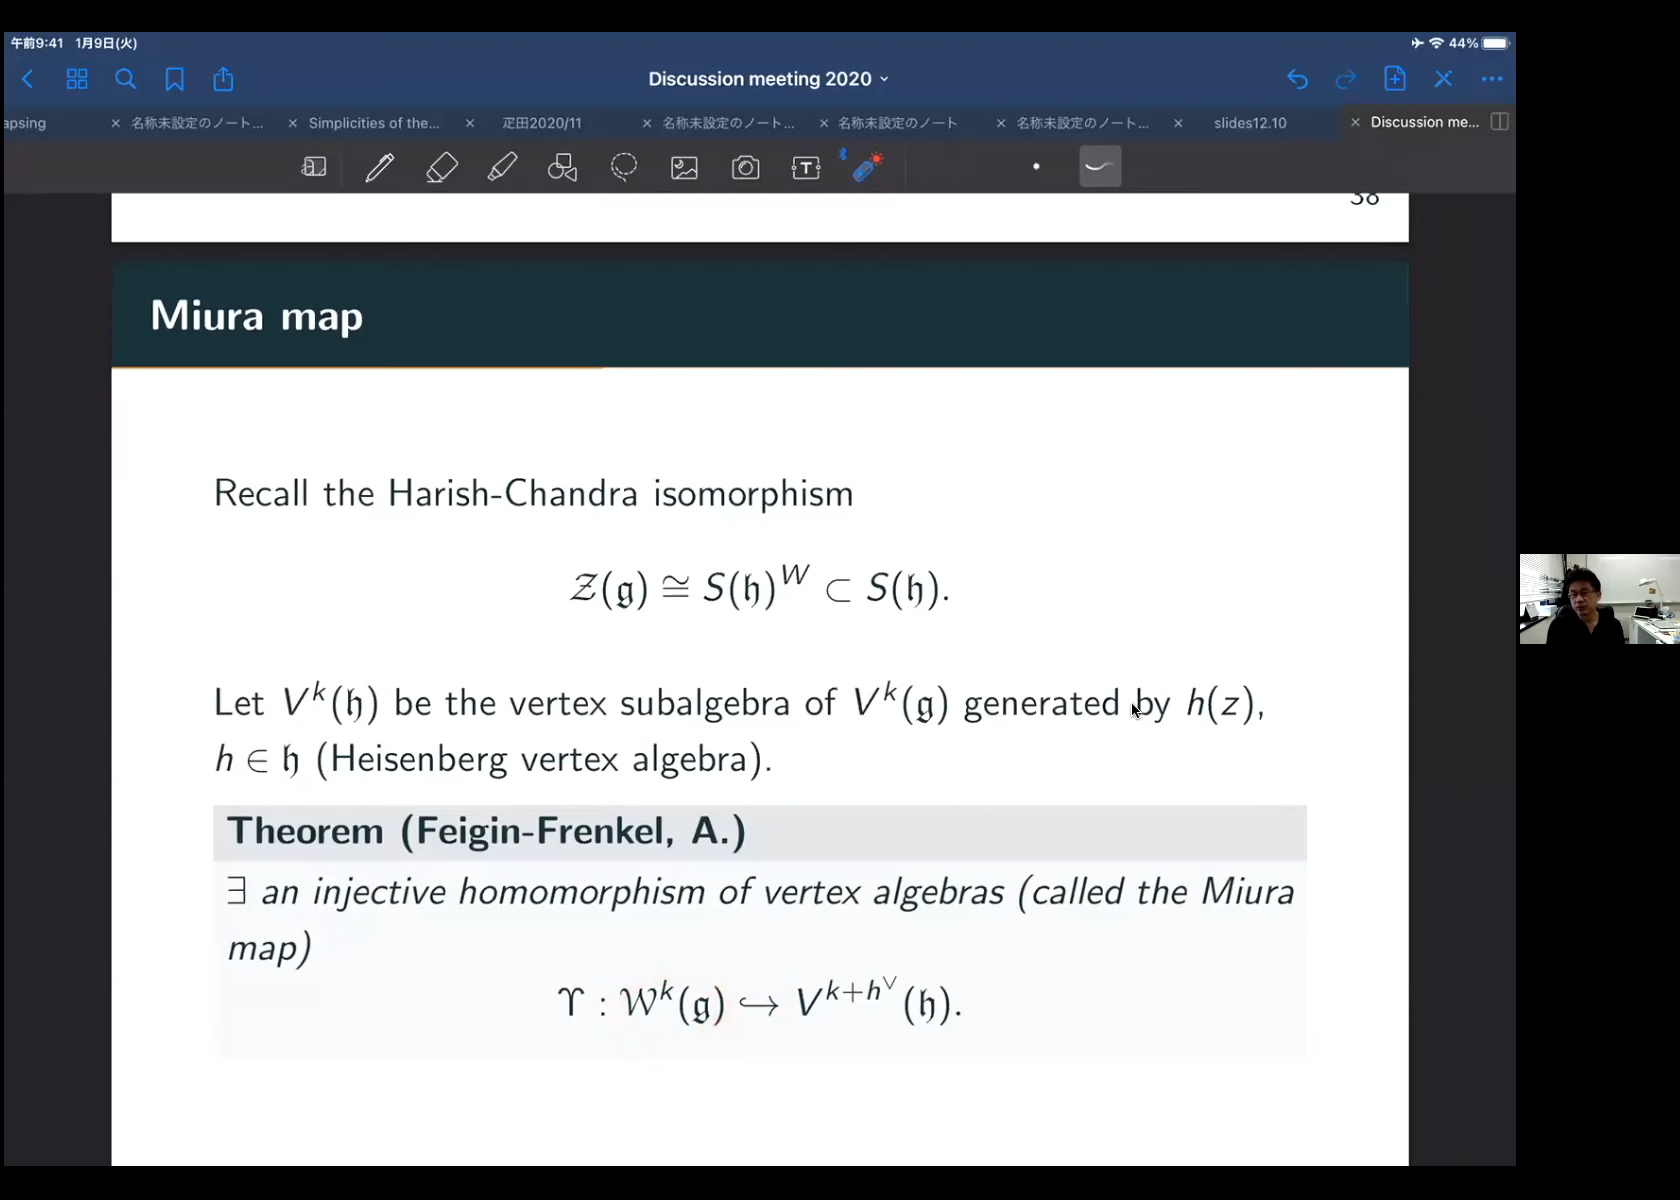 午前9:41 1月9日(火)
44%
Discussion meeting 2020
apsing
名称未設定のノート...
Simplicities of the...
疋田2020/11
名称未設定のノート...
名称未設定のノート
名称未設定のノート...
slides12.10
Discussion me...
38
Miura map
Recall the Harish-Chandra isomorphism
𝒵(𝔤) ≅ S(𝔥)^W ⊂ S(𝔥).
Let V^k(𝔥) be the vertex subalgebra of V^k(𝔤) generated by h(z),
h ∈ 𝔥 (Heisenberg vertex algebra).
Theorem (Feigin-Frenkel, A.)
∃ an injective homomorphism of vertex algebras (called the Miura
map)
ϒ : 𝒲^k(𝔤) ↪ V^{k+h^∨}(𝔥).